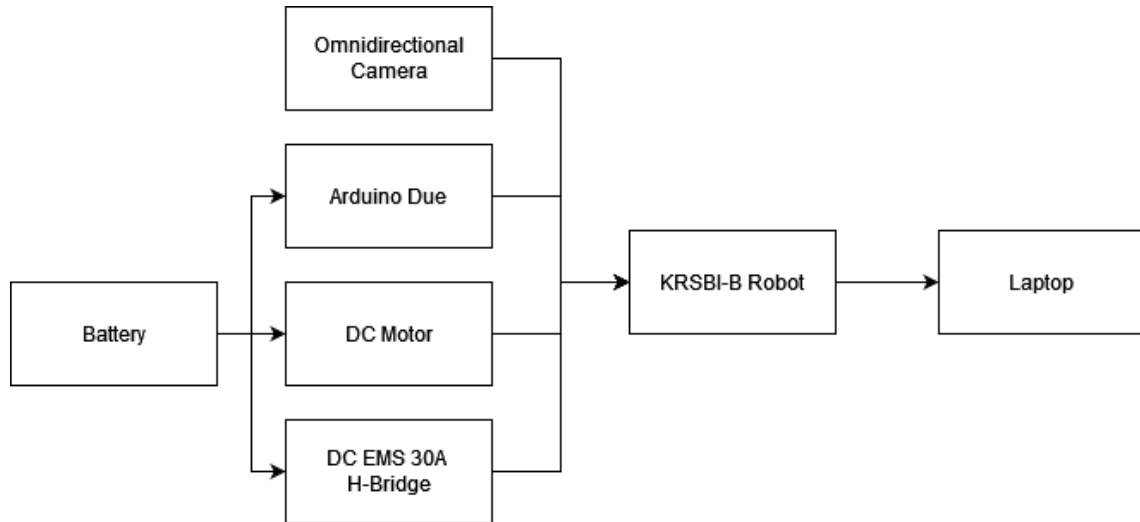 Omnidirectional
Camera
Arduino Due
Battery
DC Motor
DC EMS 30A
H-Bridge
KRSBI-B Robot
Laptop